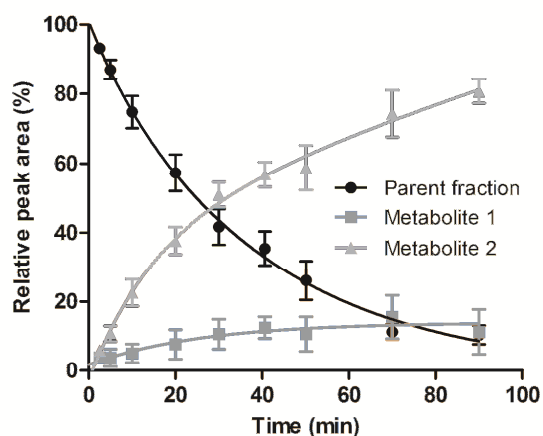 Relative peak area (%)
100
80
60
40
20
0
Parent fraction
Metabolite 1
Metabolite 2
0 20 40 60 80 100
Time (min)